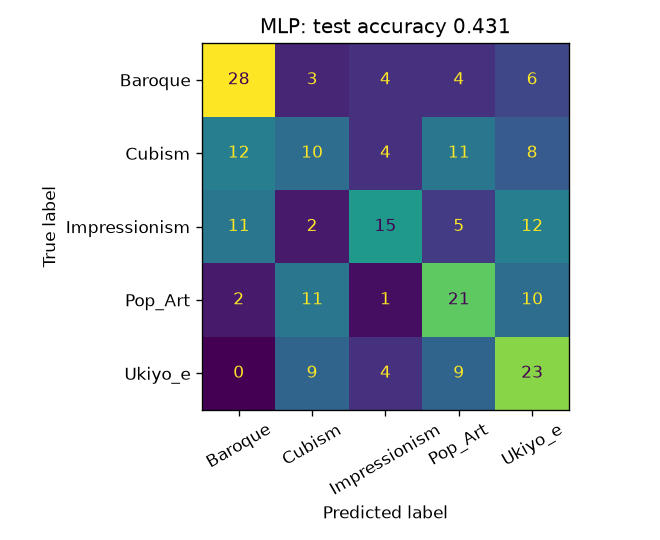 MLP: test accuracy 0.431
True label
Baroque 28 3 4 4 6
Cubism 12 10 4 11 8
Impressionism 11 2 15 5 12
Pop_Art 2 11 1 21 10
Ukiyo_e 0 9 4 9 23
Baroque Cubism Impressionism Pop_Art Ukiyo_e
Predicted label